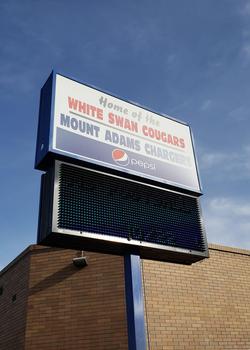 Home of the
WHITE SWAN COUGARS
MOUNT ADAMS CHARGERS
pepsi